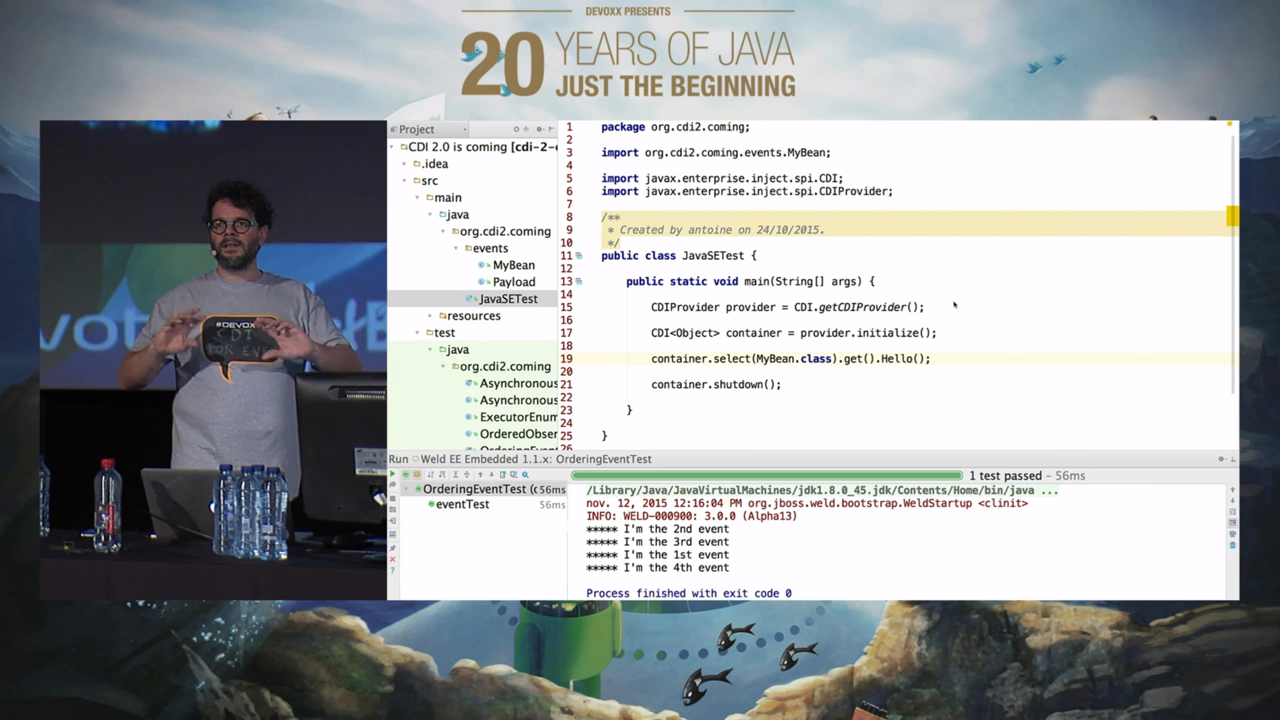 DEVOXX PRESENTS
20 YEARS OF JAVA
JUST THE BEGINNING
#DEVOXX
CDI
Project
CDI 2.0 is coming [cdi-2-
.idea
src
main
java
org.cdi2.coming
events
MyBean
Payload
JavaSETest
resources
test
java
org.cdi2.coming
Asynchronous
Asynchronous
ExecutorEnum
OrderedObser
1 package org.cdi2.coming;
2
3 import org.cdi2.coming.events.MyBean;
5 import javax.enterprise.inject.spi.CDI;
6 import javax.enterprise.inject.spi.CDIProvider;
7
8 /**
9 * Created by antoine on 24/10/2015.
10 */
11 public class JavaSETest {
12
13 public static void main(String[] args) {
14
15 CDIProvider provider = CDI.getCDIProvider();
16
17 CDI<Object> container = provider.initialize();
18
19 container.select(MyBean.class).get().Hello();
20
21 container.shutdown();
22
23 }
24
25 }
26
Run Weld EE Embedded 1.1.x: OrderingEventTest
1 test passed - 56ms
OrderingEventTest ( 56ms
eventTest 56ms
/Library/Java/JavaVirtualMachines/jdk1.8.0_45.jdk/Contents/Home/bin/java ...
nov. 12, 2015 12:16:04 PM org.jboss.weld.bootstrap.WeldStartup <clinit>
INFO: WELD-000900: 3.0.0 (Alpha13)
***** I'm the 2nd event
***** I'm the 3rd event
***** I'm the 1st event
***** I'm the 4th event
Process finished with exit code 0